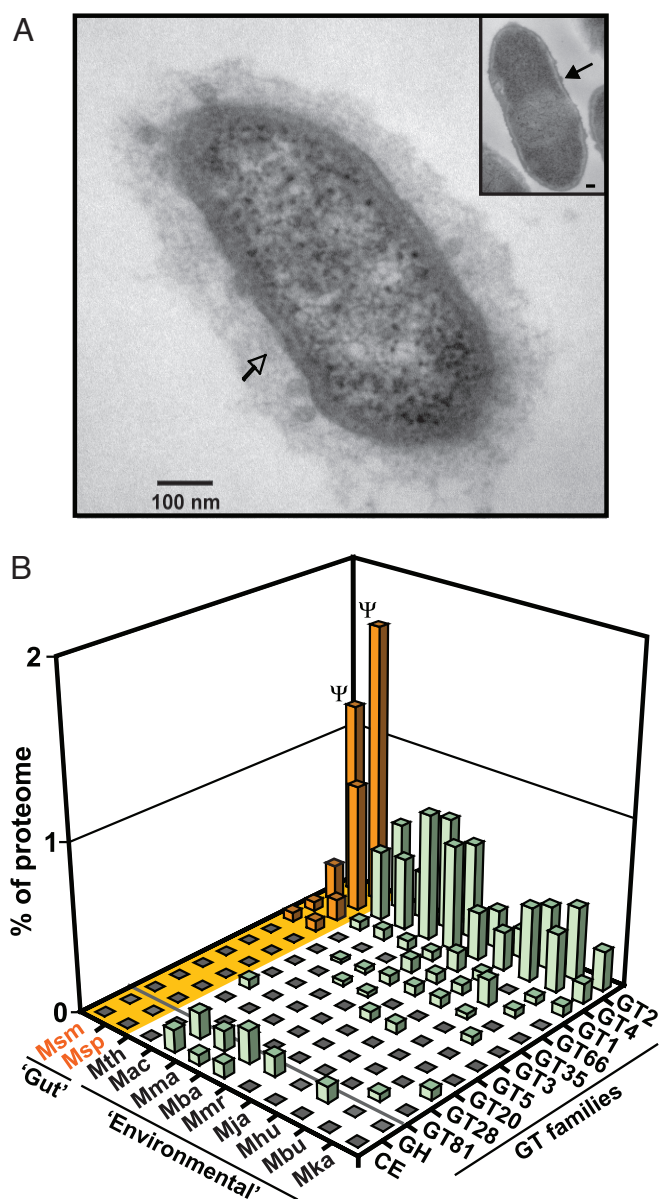 A
100 nm
B
Ψ
Ψ
2
1
0
% of proteome
Msm
Msp
Mth
Mac
Mma
Mba
Mmr
Mja
Mhu
Mbu
Mka
'Gut'
'Environmental'
GT2
GT4
GT1
GT66
GT35
GT3
GT5
GT20
GT28
GT81
GH
CE
GT families